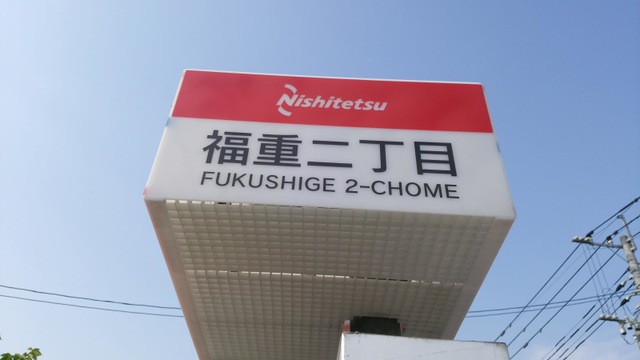 Nishitetsu
福重二丁目
FUKUSHIGE 2-CHOME